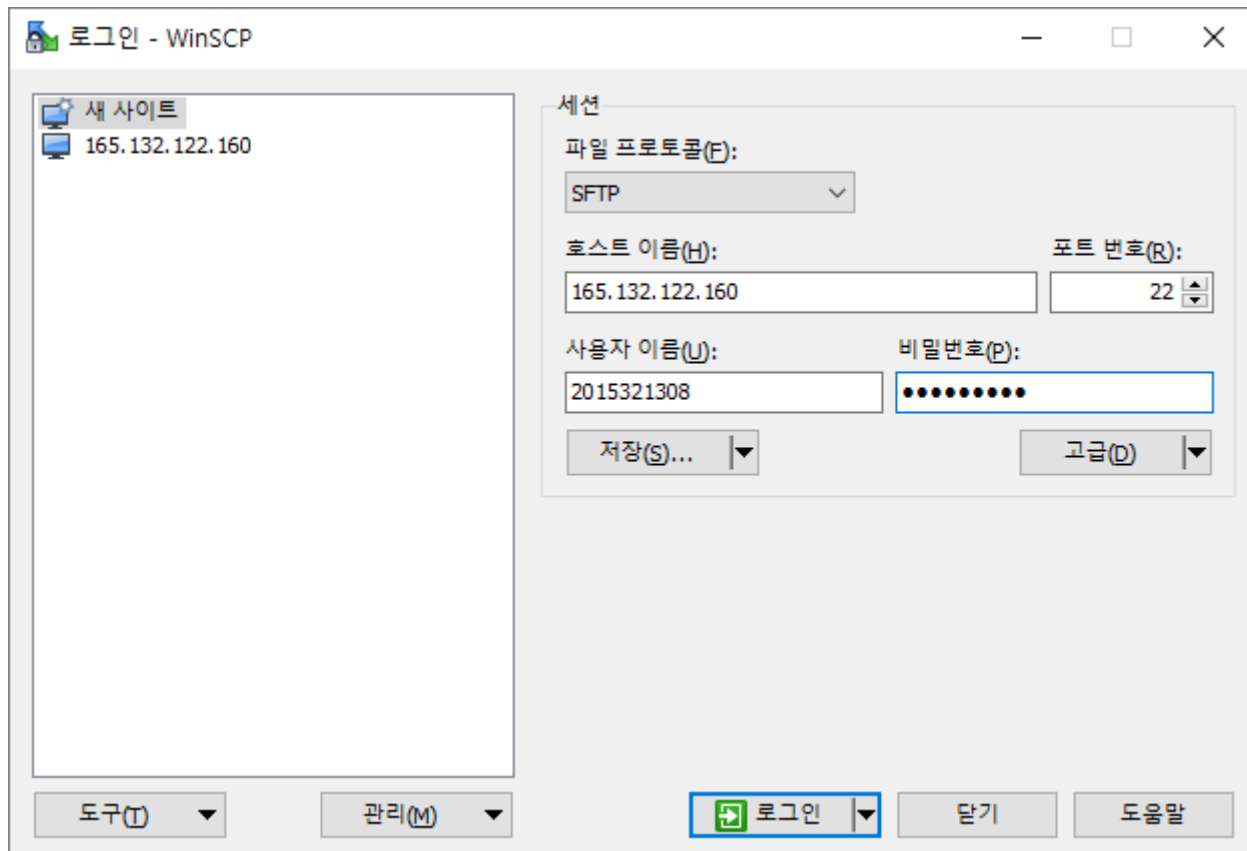 로그인 - WinSCP
새 사이트
165.132.122.160
세션
파일 프로토콜(F):
SFTP
호스트 이름(H): 포트 번호(R):
165.132.122.160 22
사용자 이름(U): 비밀번호(P):
2015321308 ●●●●●●●●●
저장(S)... 고급(D)
도구(T) 관리(M) 로그인 닫기 도움말